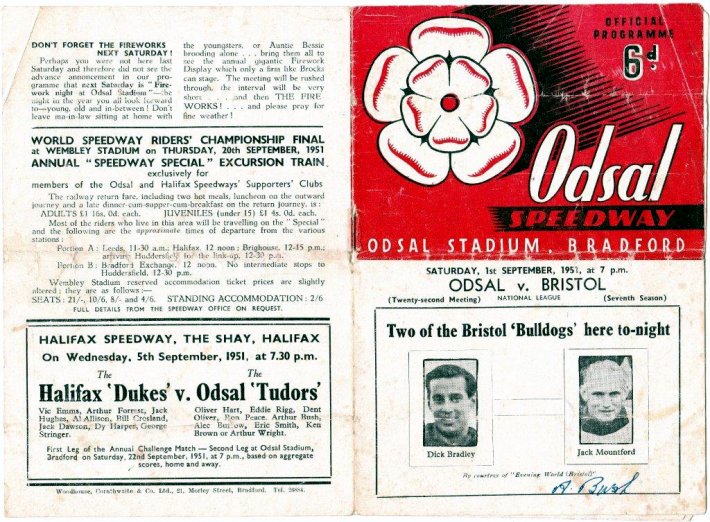 DON'T FORGET THE FIREWORKS
NEXT SATURDAY !
Perhaps you were not here last
Saturday and therefore did not see the
advance announcement in our pro-
gramme that next Saturday is "Fire-
work night at Odsal Stadium"—the
night in the year you all look forward
to—young, old and in-between ! Don't
leave ma-in-law sitting at home with
the youngsters, or Auntie Bessie
brooding alone . . . bring them all to
see the annual gigantic Firework
Display which only a firm like Brocks
can stage. The meeting will be rushed
through, the interval will be very
short . . . and then THE FIRE-
WORKS ! . . . and please pray for
fine weather !
WORLD SPEEDWAY RIDERS' CHAMPIONSHIP FINAL
at WEMBLEY STADIUM on THURSDAY, 20th SEPTEMBER, 1951
ANNUAL "SPEEDWAY SPECIAL" EXCURSION TRAIN
exclusively for
members of the Odsal and Halifax Speedways' Supporters' Clubs
The railway return fare, including two hot meals, luncheon on the outward
journey and a late dinner-cum-supper-cum-breakfast on the return journey, is :
ADULTS £1 16s. 0d. each. JUVENILES (under 15) £1 4s. 0d. each.
Most of the riders who live in this area will be travelling on the "Special"
and the following are the approximate times of departure from the various
stations :
Portion A : Leeds, 11-30 a.m.; Halifax, 12 noon; Brighouse, 12-15 p.m.;
arriving Huddersfield for the link-up, 12-30 p.m.
Portion B : Bradford Exchange, 12 noon. No intermediate stops to
Huddersfield, 12-30 p.m.
Wembley Stadium reserved accommodation ticket prices are slightly
altered; they are as follows :—
SEATS : 21/-, 10/6, 8/- and 4/6. STANDING ACCOMMODATION : 2/6
FULL DETAILS FROM THE SPEEDWAY OFFICE ON REQUEST.
HALIFAX SPEEDWAY, THE SHAY, HALIFAX
On Wednesday, 5th September, 1951, at 7.30 p.m.
The The
Halifax 'Dukes' v. Odsal 'Tudors'
Vic Emms, Arthur Forrest, Jack
Hughes, Al Allison, Bill Crosland,
Jack Dawson, Dy Harper, George
Stringer.
Oliver Hart, Eddie Rigg, Dent
Oliver, Ron Peace, Arthur Bush,
Alec Burlow, Eric Smith, Ken
Brown or Arthur Wright.
First Leg of the Annual Challenge Match — Second Leg at Odsal Stadium,
Bradford on Saturday, 22nd September, 1951, at 7 p.m., based on aggregate
scores, home and away.
Woodhouse, Cornthwaite & Co. Ltd., 21, Morley Street, Bradford. Tel. 26884.
OFFICIAL
PROGRAMME
6d
Odsal
SPEEDWAY
ODSAL STADIUM, BRADFORD
SATURDAY, 1st SEPTEMBER, 1951, at 7 p.m.
ODSAL v. BRISTOL
(Twenty-second Meeting) NATIONAL LEAGUE (Seventh Season)
Two of the Bristol 'Bulldogs' here to-night
Dick Bradley
Jack Mountford
By courtesy of "Evening World (Bristol)"
A. Bush